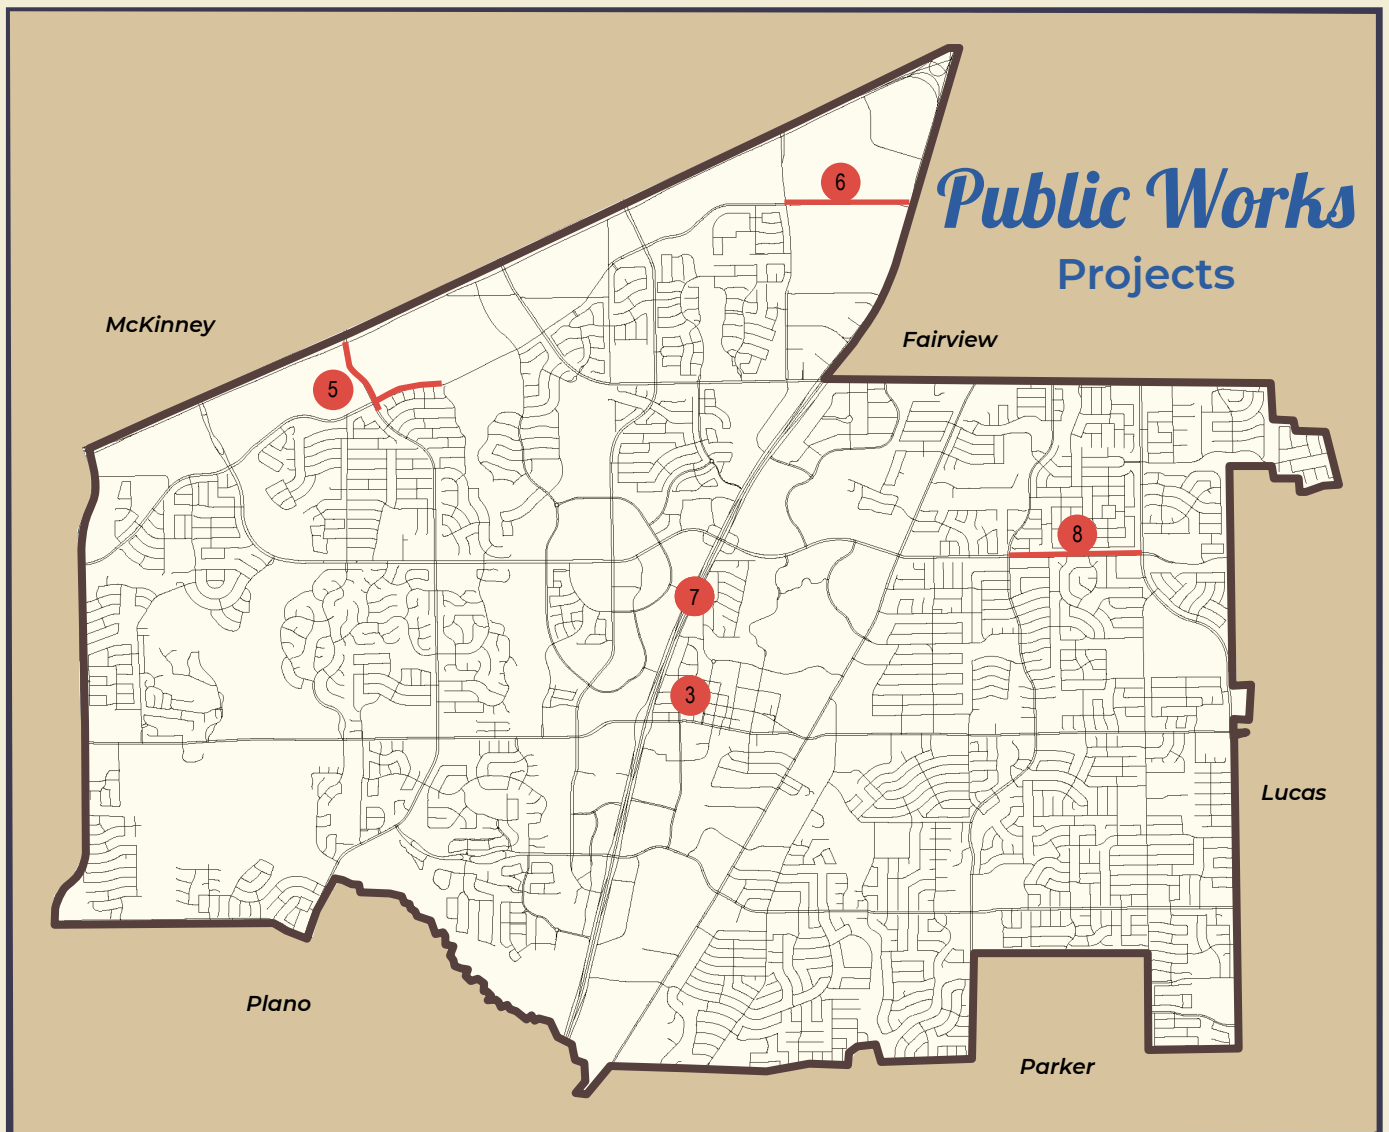 6
Public Works
Projects
McKinney
Fairview
5
8
7
3
Lucas
Plano
Parker